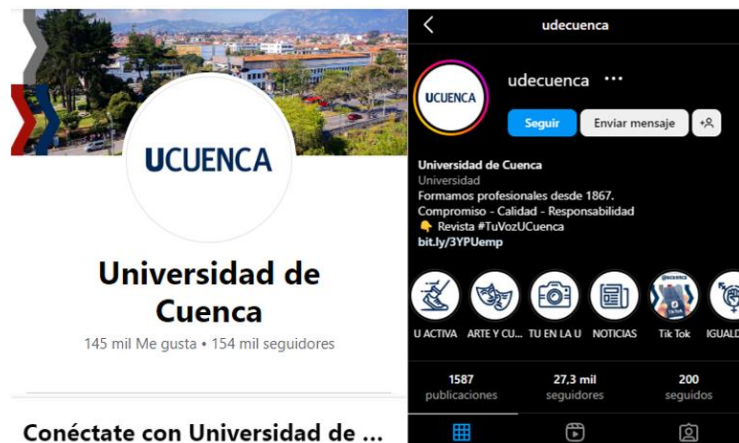 UCUENCA
Universidad de
Cuenca
145 mil Me gusta • 154 mil seguidores
Conéctate con Universidad de ...
udecuenca
UCUENCA
udecuenca ...
Seguir
Enviar mensaje
Universidad de Cuenca
Universidad
Formamos profesionales desde 1867.
Compromiso - Calidad - Responsabilidad
👇 Revista #TuVozUCuenca
bit.ly/3YPUemp
U ACTIVA
ARTE Y CU...
TU EN LA U
NOTICIAS
Tik Tok
IGUALD
1587
publicaciones
27,3 mil
seguidores
200
seguidos